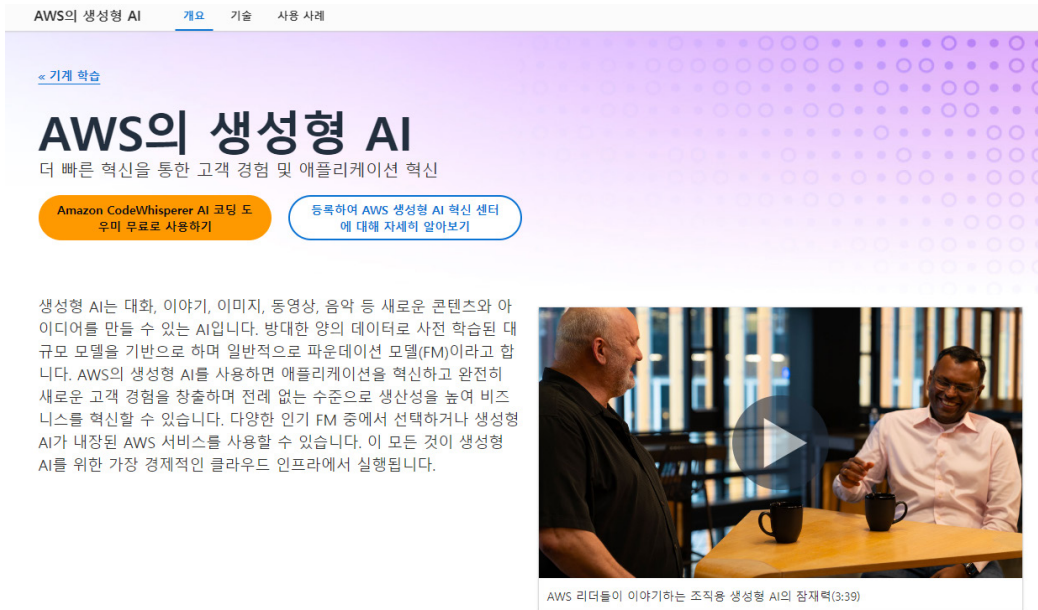 AWS의 생성형 AI
개요
기술
사용 사례
« 기계 학습
AWS의 생성형 AI
더 빠른 혁신을 통한 고객 경험 및 애플리케이션 혁신
Amazon CodeWhisperer AI 코딩 도
우미 무료로 사용하기
등록하여 AWS 생성형 AI 혁신 센터
에 대해 자세히 알아보기
생성형 AI는 대화, 이야기, 이미지, 동영상, 음악 등 새로운 콘텐츠와 아
이디어를 만들 수 있는 AI입니다. 방대한 양의 데이터로 사전 학습된 대
규모 모델을 기반으로 하며 일반적으로 파운데이션 모델(FM)이라고 합
니다. AWS의 생성형 AI를 사용하면 애플리케이션을 혁신하고 완전히
새로운 고객 경험을 창출하며 전례 없는 수준으로 생산성을 높여 비즈
니스를 혁신할 수 있습니다. 다양한 인기 FM 중에서 선택하거나 생성형
AI가 내장된 AWS 서비스를 사용할 수 있습니다. 이 모든 것이 생성형
AI를 위한 가장 경제적인 클라우드 인프라에서 실행됩니다.
AWS 리더들이 이야기하는 조직용 생성형 AI의 잠재력(3:39)